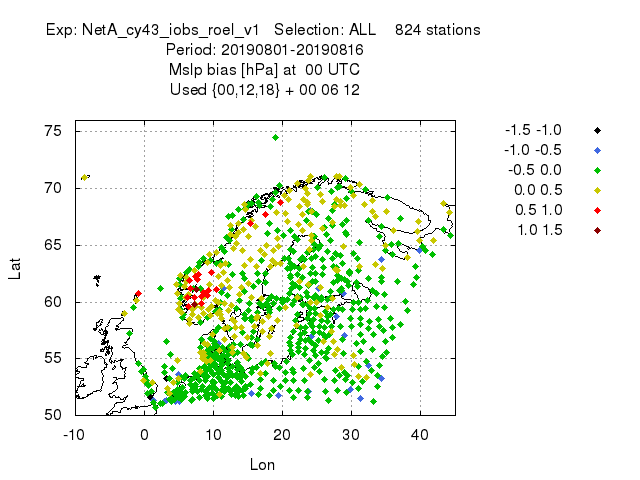 Exp: NetA_cy43_iobs_roel_v1 Selection: ALL 824 stations
Period: 20190801-20190816
Mslp bias [hPa] at 00 UTC
Used {00,12,18} + 00 06 12
75
70
65
60
55
50
-10 0 10 20 30 40
Lat
Lon
-1.5 -1.0
-1.0 -0.5
-0.5 0.0
0.0 0.5
0.5 1.0
1.0 1.5